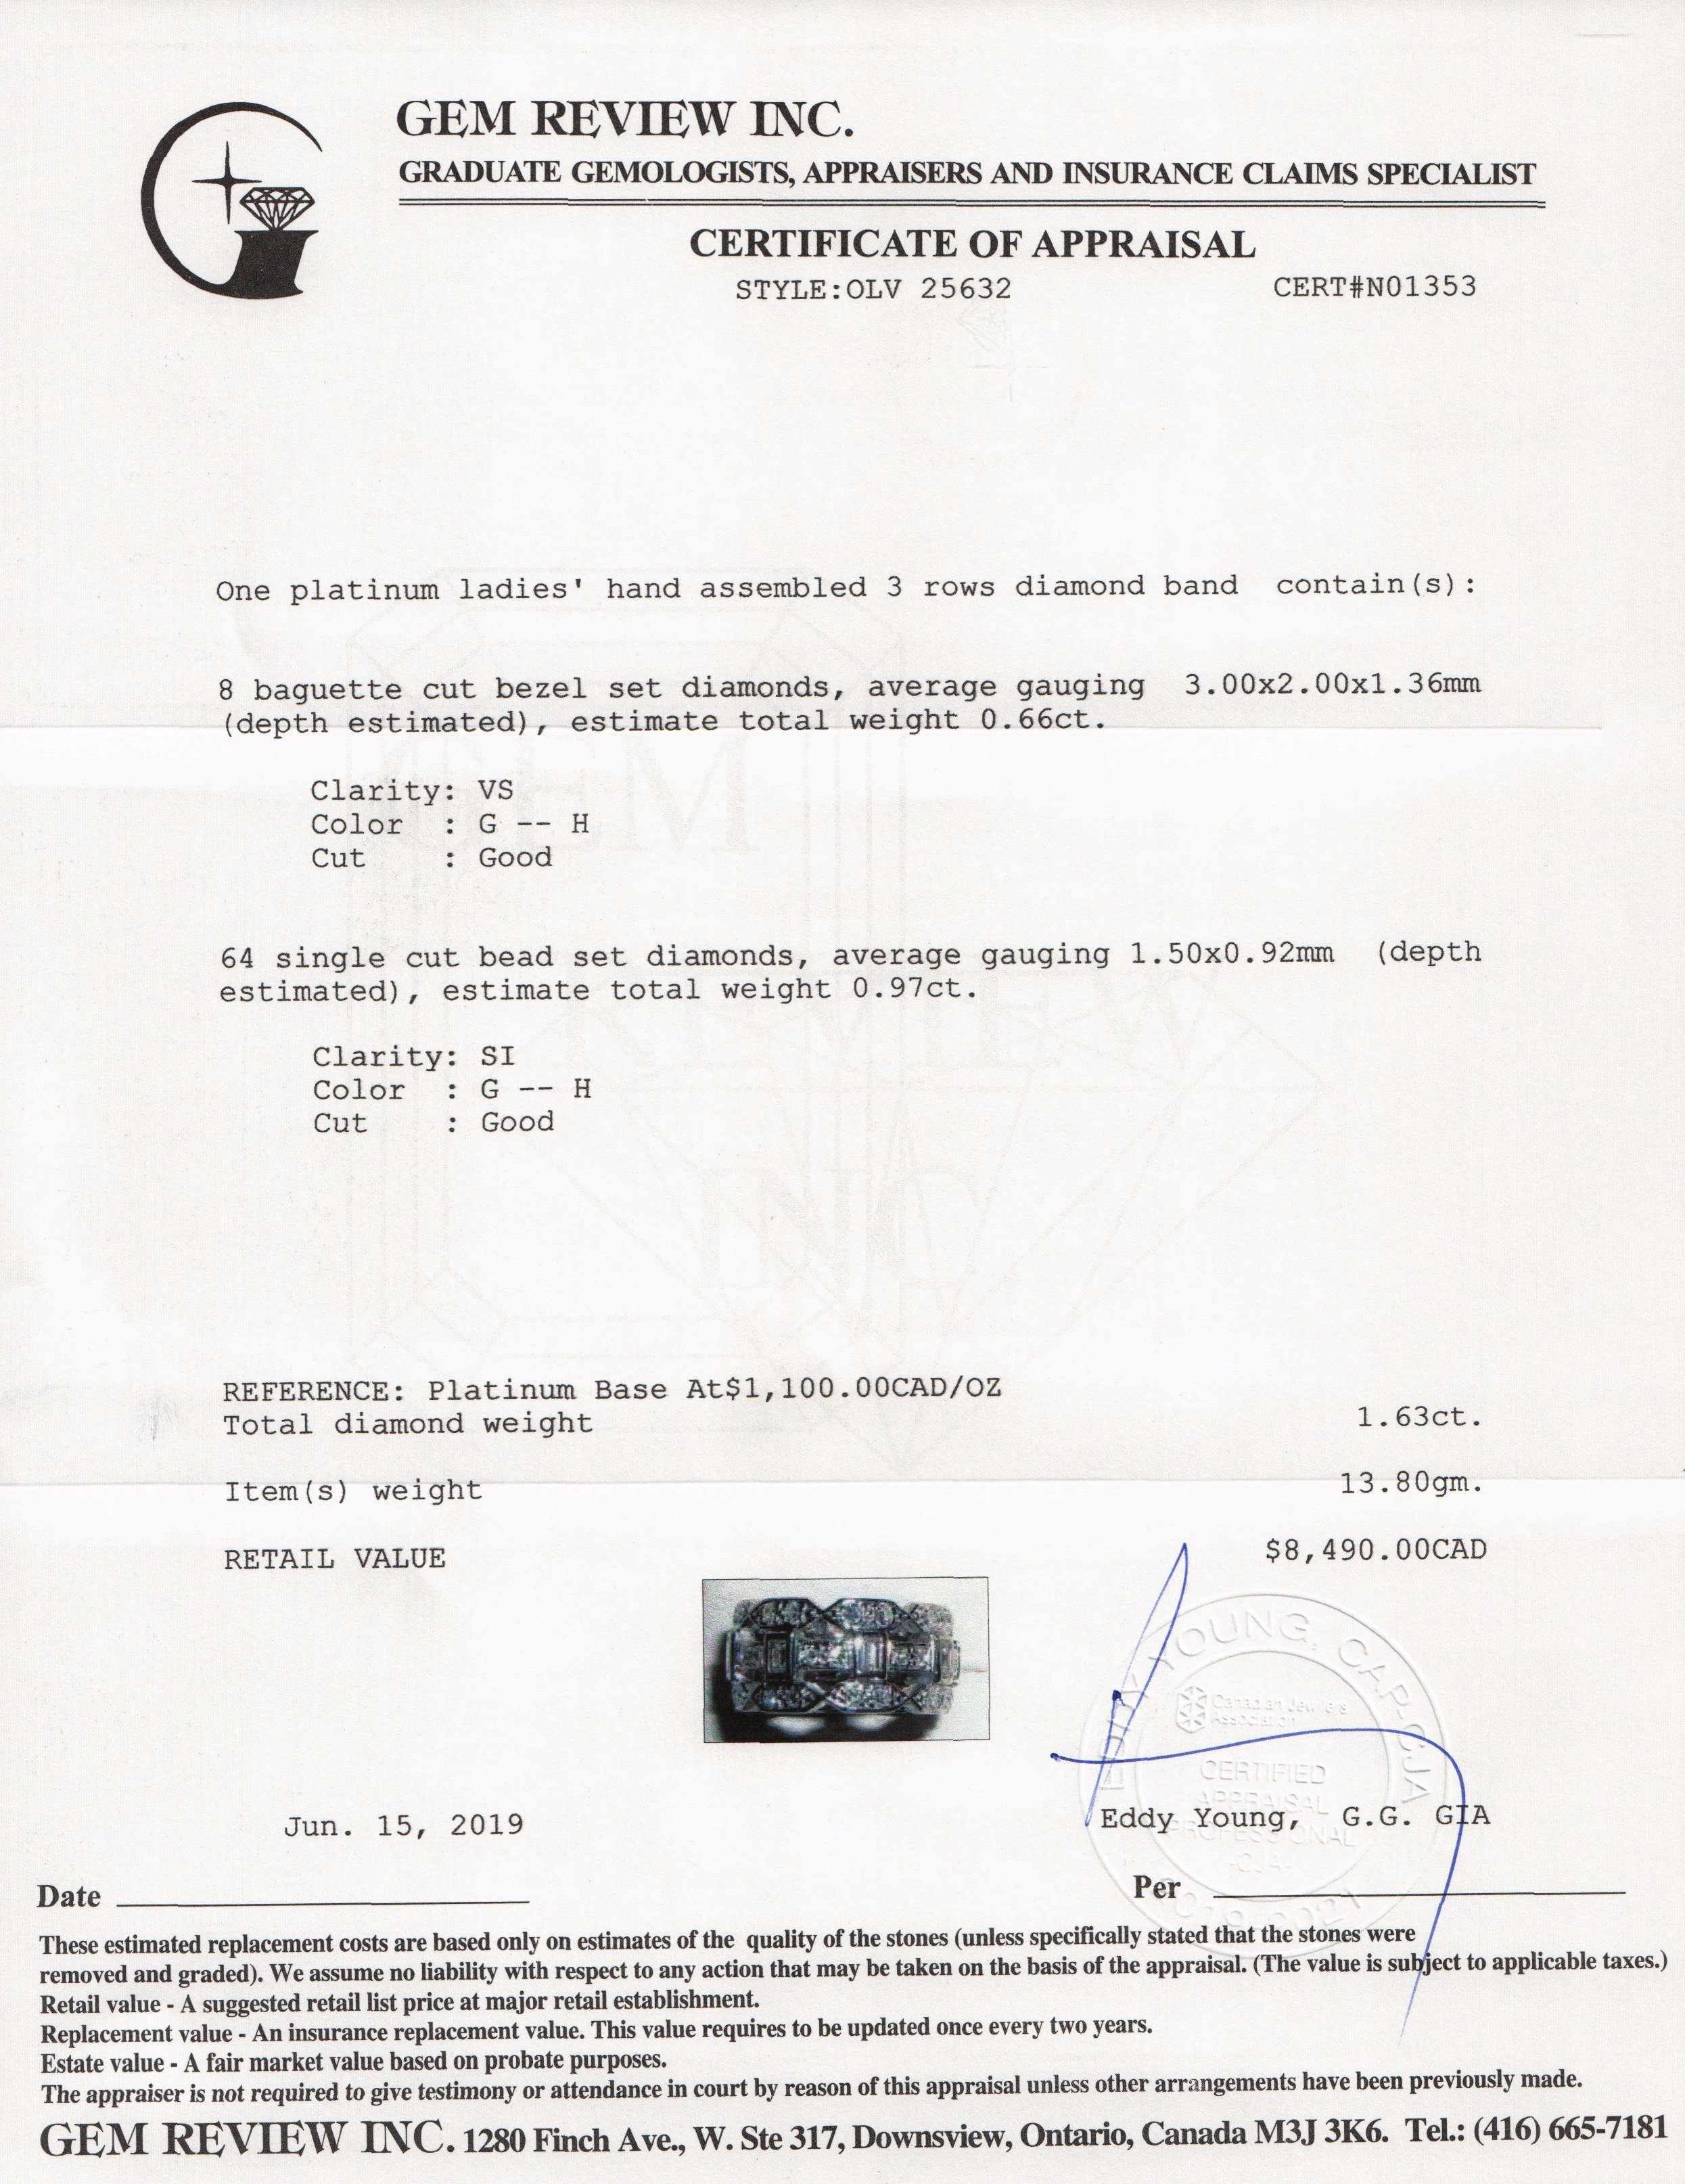 GEM REVIEW INC.
GRADUATE GEMOLOGISTS, APPRAISERS AND INSURANCE CLAIMS SPECIALIST
CERTIFICATE OF APPRAISAL
STYLE:OLV 25632 CERT#N01353
One platinum ladies' hand assembled 3 rows diamond band contain(s):
8 baguette cut bezel set diamonds, average gauging 3.00x2.00x1.36mm
(depth estimated), estimate total weight 0.66ct.
Clarity: VS
Color : G -- H
Cut : Good
64 single cut bead set diamonds, average gauging 1.50x0.92mm (depth
estimated), estimate total weight 0.97ct.
Clarity: SI
Color : G -- H
Cut : Good
REFERENCE: Platinum Base At$1,100.00CAD/OZ
Total diamond weight 1.63ct.
Item(s) weight 13.80gm.
RETAIL VALUE $8,490.00CAD
EDDY YOUNG, CAP-CJA
Canadian Jewellers
Association
CERTIFIED
APPRAISAL
PROFESSIONAL
Jun. 15, 2019 Eddy Young, G.G. GIA
Date Per
These estimated replacement costs are based only on estimates of the quality of the stones (unless specifically stated that the stones were
removed and graded). We assume no liability with respect to any action that may be taken on the basis of the appraisal. (The value is subject to applicable taxes.)
Retail value - A suggested retail list price at major retail establishment.
Replacement value - An insurance replacement value. This value requires to be updated once every two years.
Estate value - A fair market value based on probate purposes.
The appraiser is not required to give testimony or attendance in court by reason of this appraisal unless other arrangements have been previously made.
GEM REVIEW INC. 1280 Finch Ave., W. Ste 317, Downsview, Ontario, Canada M3J 3K6. Tel.: (416) 665-7181